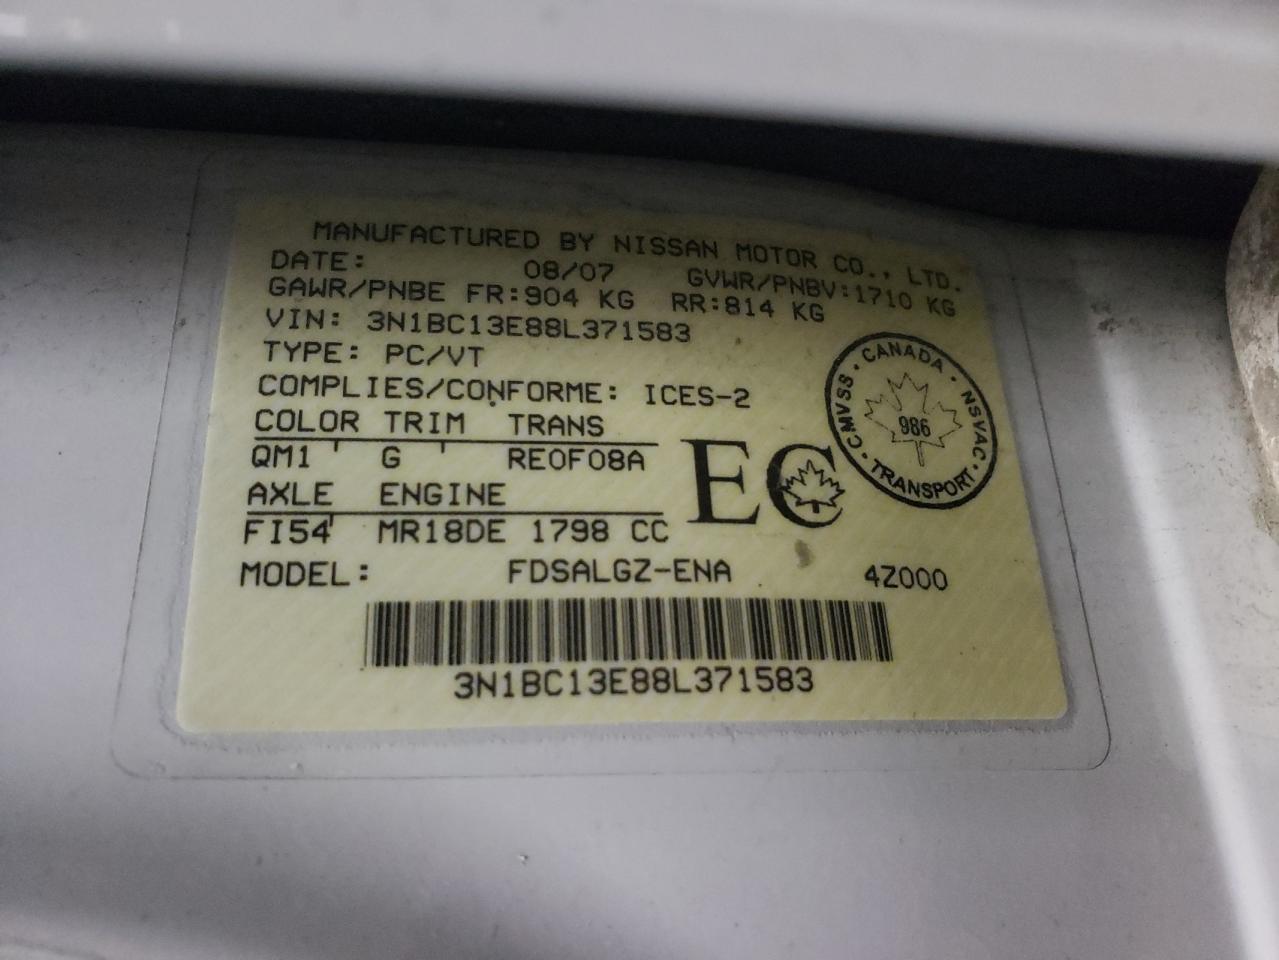 MANUFACTURED BY NISSAN MOTOR CO., LTD.
DATE: 08/07 GVWR/PNBV:1710 KG
GAWR/PNBE FR:904 KG RR:814 KG
VIN: 3N1BC13E88L371583
TYPE: PC/VT
COMPLIES/CONFORME: ICES-2
COLOR TRIM TRANS
QM1 G RE0F08A
AXLE ENGINE
FI54 MR18DE 1798 CC
EC
CANADA · NSVAC · TRANSPORT · CMVSS ·
986
MODEL: FDSALGZ-ENA 4Z000
3N1BC13E88L371583